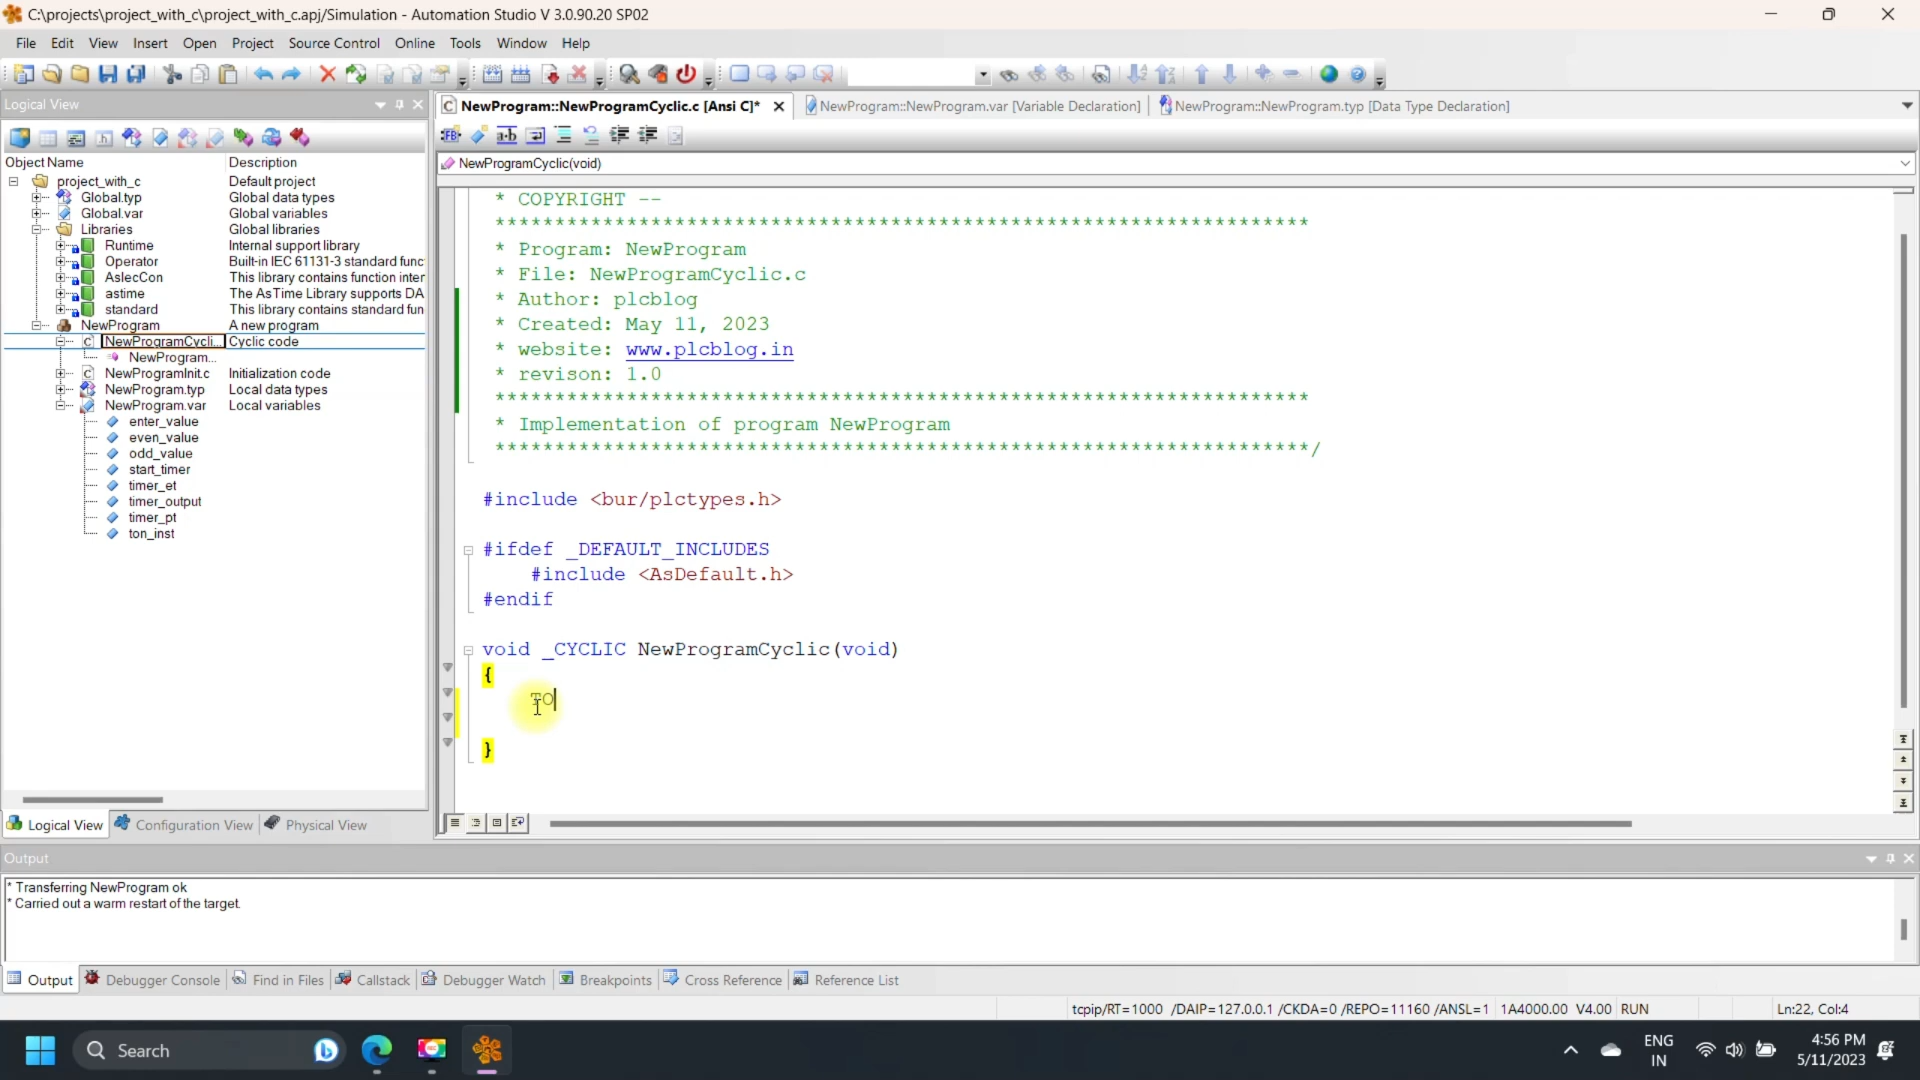 C:\projects\project_with_c\project_with_c.apj/Simulation - Automation Studio V 3.0.90.20 SP02
File Edit View Insert Open Project Source Control Online Tools Window Help
Logical View
NewProgram::NewProgramCyclic.c [Ansi C]*
NewProgram::NewProgram.var [Variable Declaration]
NewProgram::NewProgram.typ [Data Type Declaration]
Object Name Description
NewProgramCyclic(void)
project_with_c Default project
Global.typ Global data types
Global.var Global variables
Libraries Global libraries
Runtime Internal support library
Operator Built-in IEC 61131-3 standard func
AsIecCon This library contains function inter
astime The AsTime Library supports DA
standard This library contains standard fun
NewProgram A new program
NewProgramCycli... Cyclic code
NewProgram...
NewProgramInit.c Initialization code
NewProgram.typ Local data types
NewProgram.var Local variables
enter_value
even_value
odd_value
start_timer
timer_et
timer_output
timer_pt
ton_inst
* COPYRIGHT --
********************************************************************
* Program: NewProgram
* File: NewProgramCyclic.c
* Author: plcblog
* Created: May 11, 2023
* website: www.plcblog.in
* revison: 1.0
********************************************************************
* Implementation of program NewProgram
********************************************************************/
#include <bur/plctypes.h>
#ifdef _DEFAULT_INCLUDES
#include <AsDefault.h>
#endif
void _CYCLIC NewProgramCyclic(void)
{
TO
}
Logical View Configuration View Physical View
Output
* Transferring NewProgram ok
* Carried out a warm restart of the target.
Output Debugger Console Find in Files Callstack Debugger Watch Breakpoints Cross Reference Reference List
tcpip/RT=1000 /DAIP=127.0.0.1 /CKDA=0 /REPO=11160 /ANSL=1 1A4000.00 V4.00 RUN Ln:22, Col:4
Search
ENG
IN
4:56 PM
5/11/2023